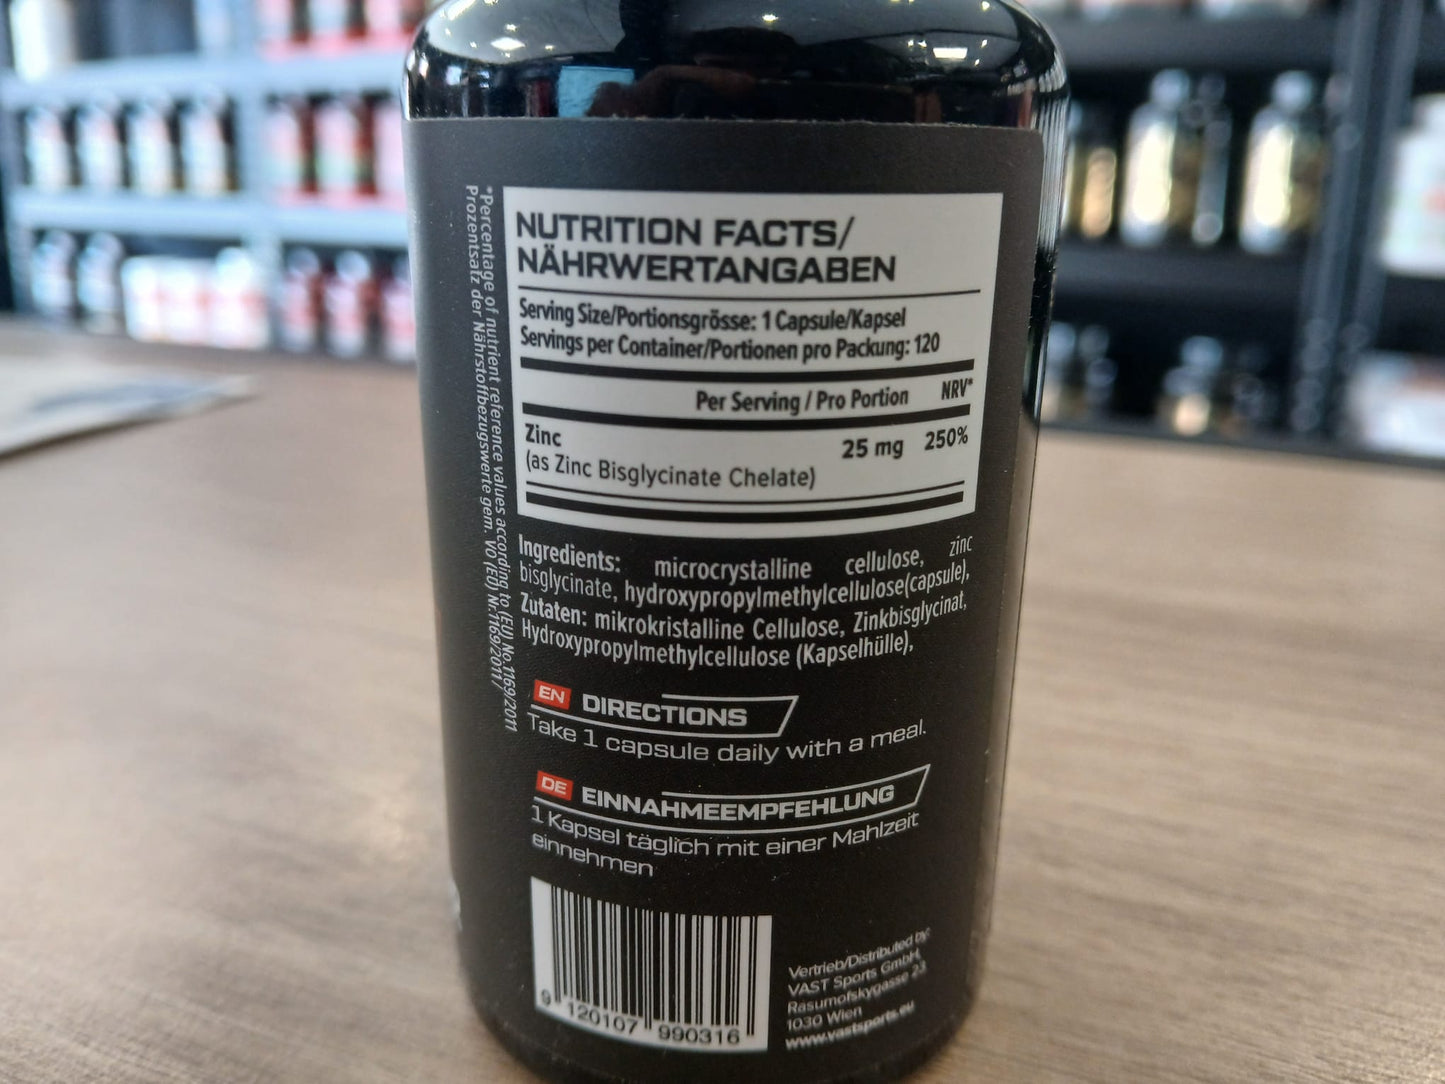 *Percentage of nutrient reference values according to (EU) No.1169/2011 /
Prozentsatz der Nährstoffbezugswerte gem. VO (EU) Nr.1169/2011
NUTRITION FACTS/
NÄHRWERTANGABEN
Serving Size/Portionsgrösse: 1 Capsule/Kapsel
Servings per Container/Portionen pro Packung: 120
Per Serving / Pro Portion NRV*
Zinc 25 mg 250%
(as Zinc Bisglycinate Chelate)
Ingredients: microcrystalline cellulose, zinc
bisglycinate, hydroxypropylmethylcellulose(capsule),
Zutaten: mikrokristalline Cellulose, Zinkbisglycinat,
Hydroxypropylmethylcellulose (Kapselhülle),
EN DIRECTIONS
Take 1 capsule daily with a meal.
DE EINNAHMEEMPFEHLUNG
1 Kapsel täglich mit einer Mahlzeit
einnehmen
9 120107 990316
Vertrieb/Distributed by:
VAST Sports GmbH,
Rasumofskygasse 23
1030 Wien
www.vastsports.eu